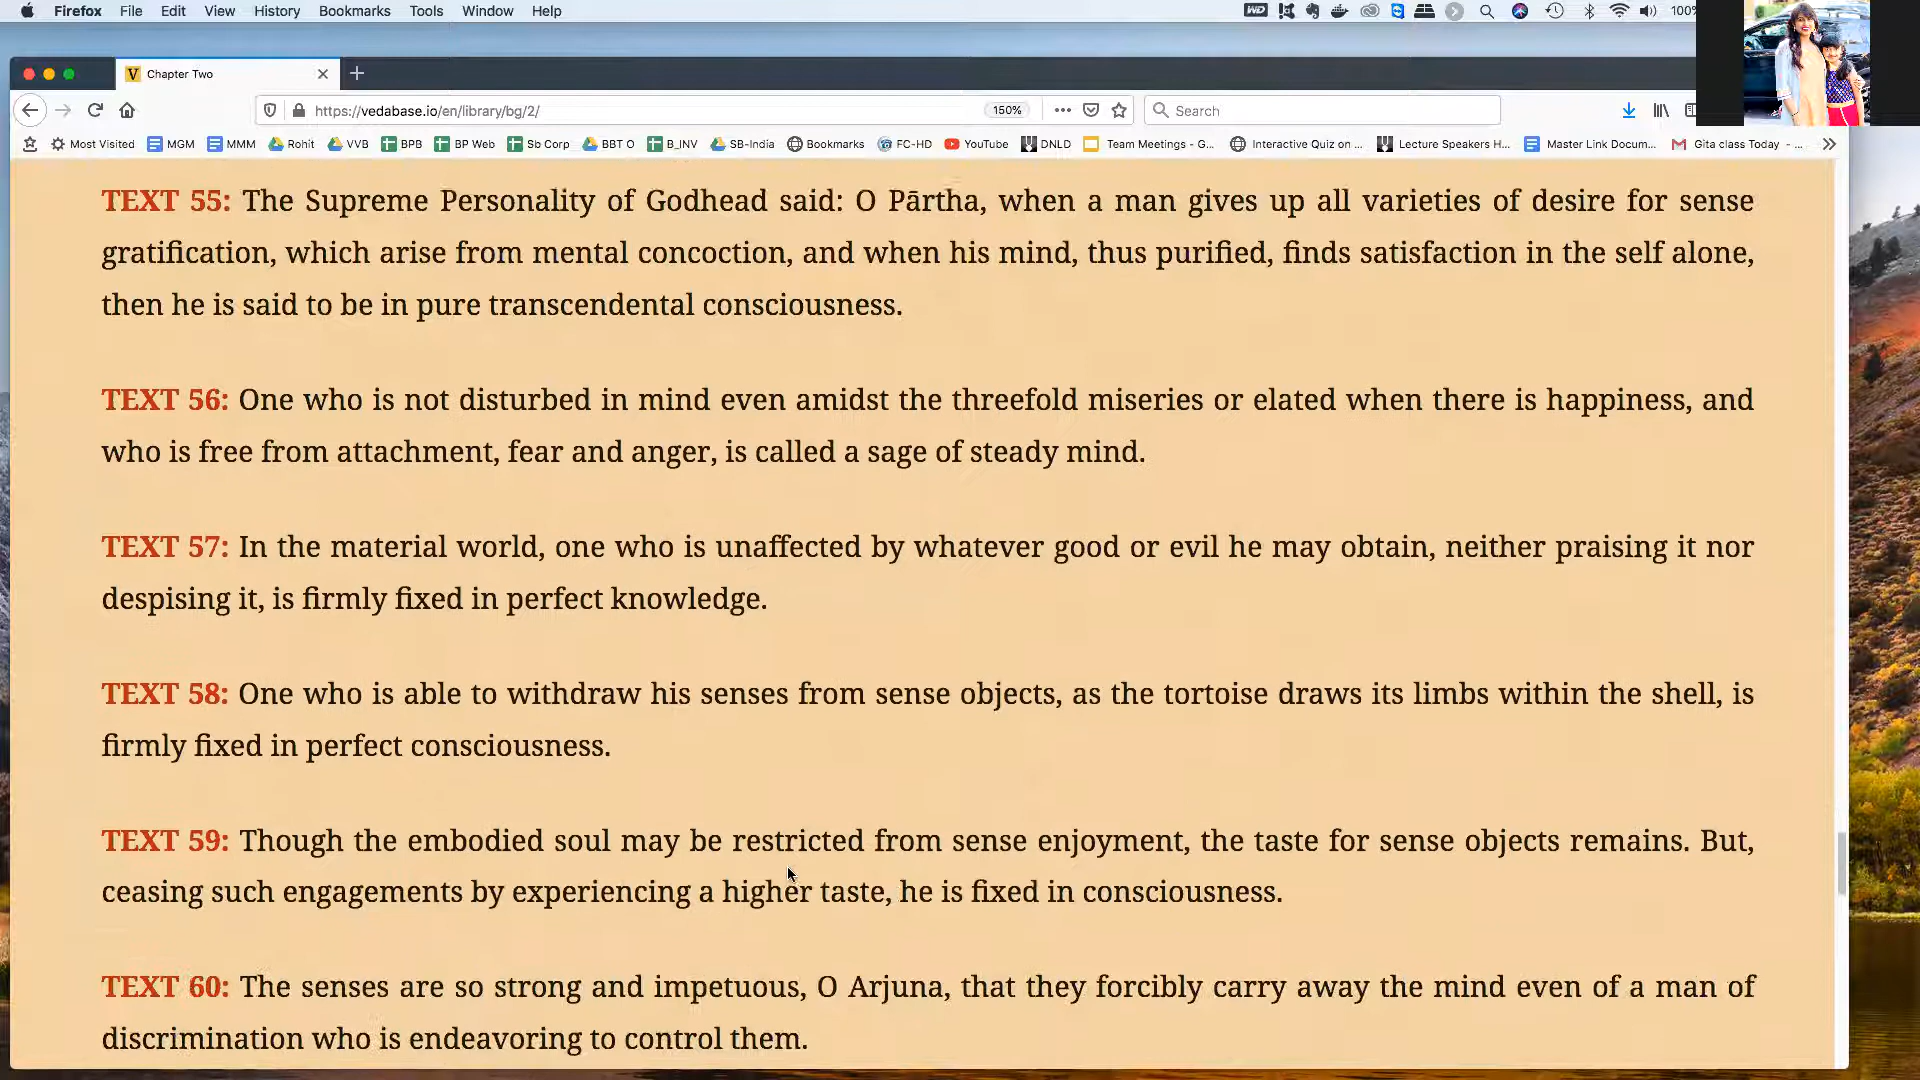 Firefox File Edit View History Bookmarks Tools Window Help 100%
Chapter Two
https://vedabase.io/en/library/bg/2/ 150% Search
Most Visited MGM MMM Rohit VVB BPB BP Web Sb Corp BBT O B_INV SB-India Bookmarks FC-HD YouTube DNLD Team Meetings - G... Interactive Quiz on ... Lecture Speakers H... Master Link Docum... Gita class Today - ...
TEXT 55: The Supreme Personality of Godhead said: O Pārtha, when a man gives up all varieties of desire for sense
gratification, which arise from mental concoction, and when his mind, thus purified, finds satisfaction in the self alone,
then he is said to be in pure transcendental consciousness.
TEXT 56: One who is not disturbed in mind even amidst the threefold miseries or elated when there is happiness, and
who is free from attachment, fear and anger, is called a sage of steady mind.
TEXT 57: In the material world, one who is unaffected by whatever good or evil he may obtain, neither praising it nor
despising it, is firmly fixed in perfect knowledge.
TEXT 58: One who is able to withdraw his senses from sense objects, as the tortoise draws its limbs within the shell, is
firmly fixed in perfect consciousness.
TEXT 59: Though the embodied soul may be restricted from sense enjoyment, the taste for sense objects remains. But,
ceasing such engagements by experiencing a higher taste, he is fixed in consciousness.
TEXT 60: The senses are so strong and impetuous, O Arjuna, that they forcibly carry away the mind even of a man of
discrimination who is endeavoring to control them.